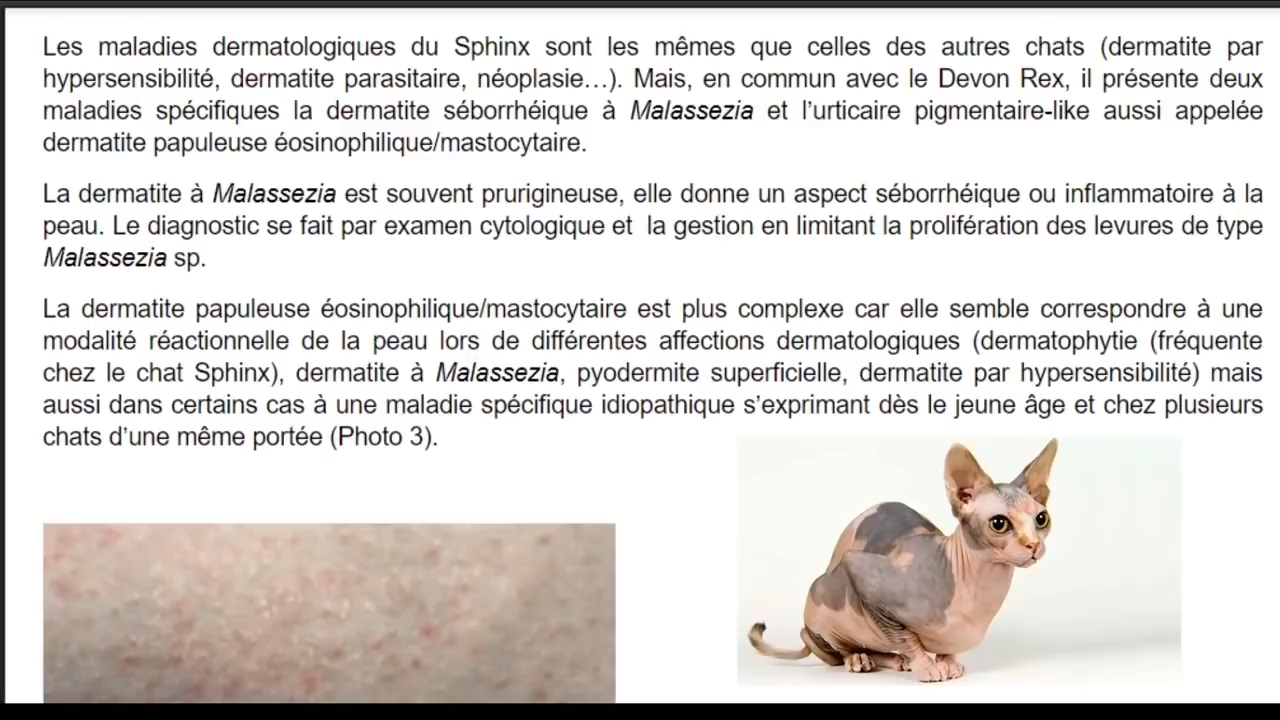 Les maladies dermatologiques du Sphinx sont les mêmes que celles des autres chats (dermatite par
hypersensibilité, dermatite parasitaire, néoplasie…). Mais, en commun avec le Devon Rex, il présente deux
maladies spécifiques la dermatite séborrhéique à Malassezia et l’urticaire pigmentaire-like aussi appelée
dermatite papuleuse éosinophilique/mastocytaire.
La dermatite à Malassezia est souvent prurigineuse, elle donne un aspect séborrhéique ou inflammatoire à la
peau. Le diagnostic se fait par examen cytologique et la gestion en limitant la prolifération des levures de type
Malassezia sp.
La dermatite papuleuse éosinophilique/mastocytaire est plus complexe car elle semble correspondre à une
modalité réactionnelle de la peau lors de différentes affections dermatologiques (dermatophytie (fréquente
chez le chat Sphinx), dermatite à Malassezia, pyodermite superficielle, dermatite par hypersensibilité) mais
aussi dans certains cas à une maladie spécifique idiopathique s’exprimant dès le jeune âge et chez plusieurs
chats d’une même portée (Photo 3).